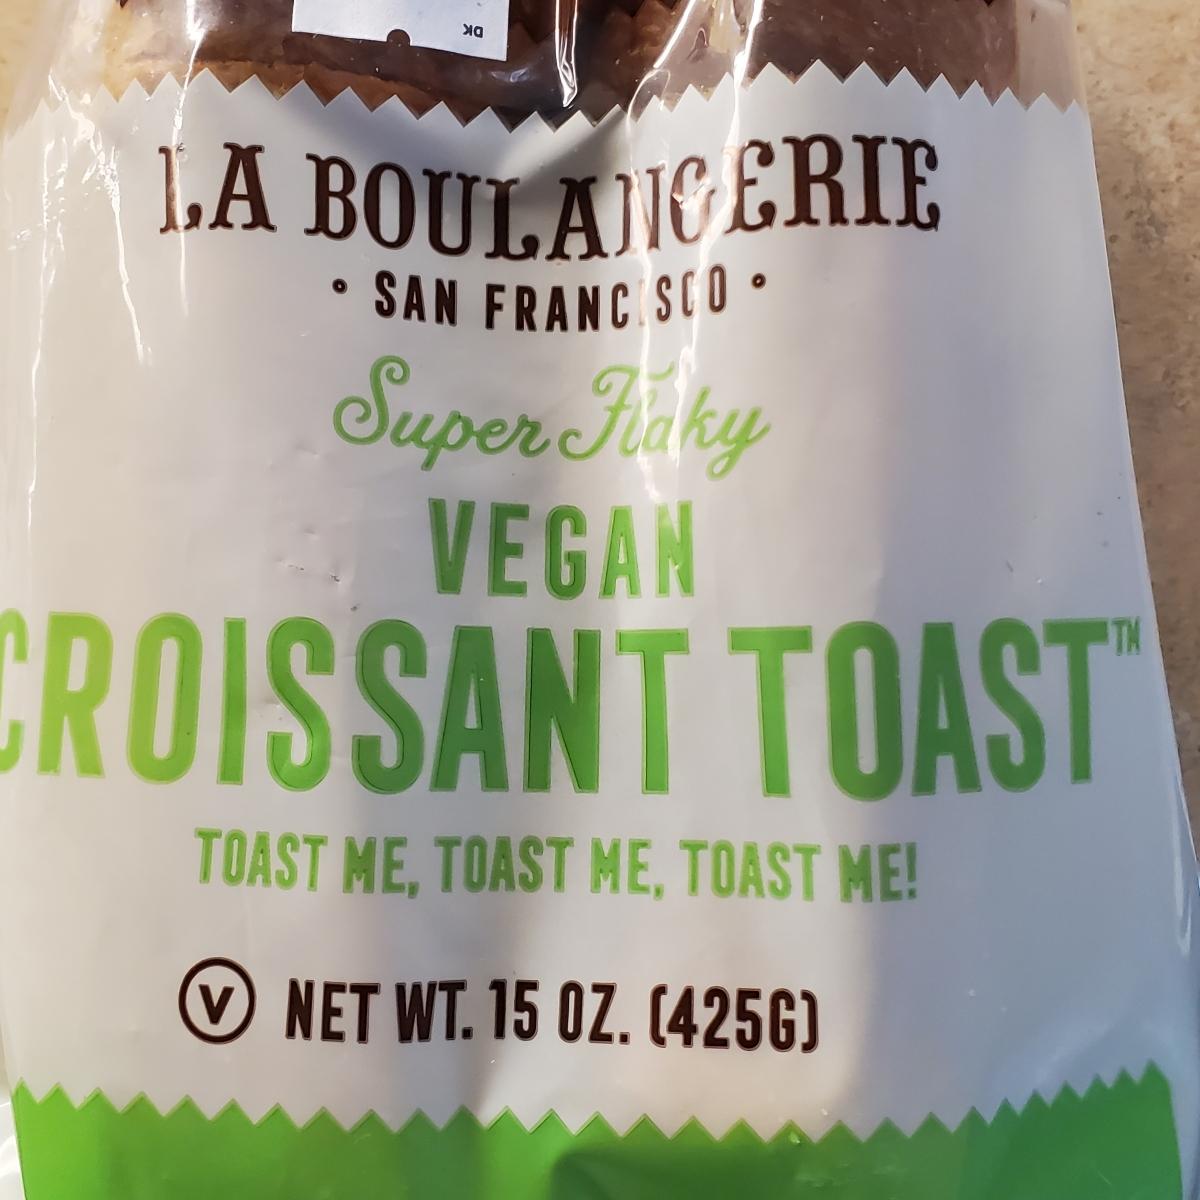 DK
LA BOULANGERIE
• SAN FRANCISCO •
Super Flaky
VEGAN
CROISSANT TOAST™
TOAST ME, TOAST ME, TOAST ME!
V NET WT. 15 OZ. (425G)